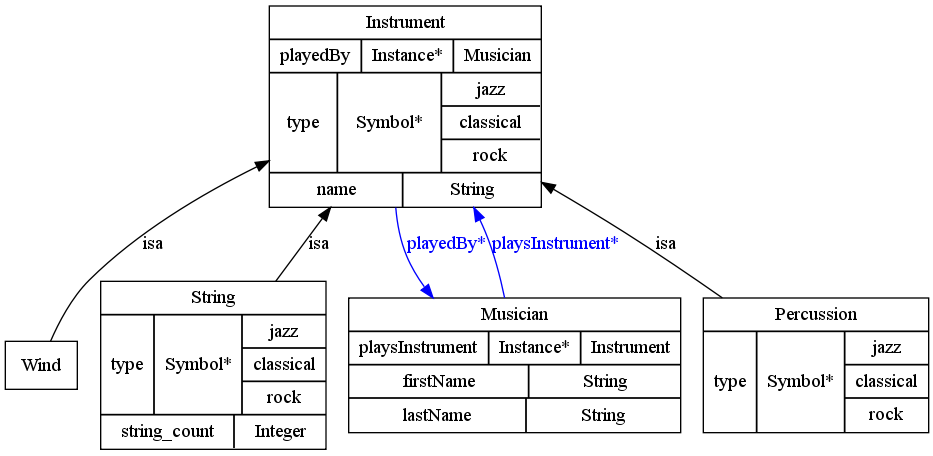 Instrument
playedBy Instance* Musician
type Symbol* jazz
classical
rock
name String
isa isa playedBy* playsInstrument* isa
Wind
String
type Symbol* jazz
classical
rock
string_count Integer
Musician
playsInstrument Instance* Instrument
firstName String
lastName String
Percussion
type Symbol* jazz
classical
rock